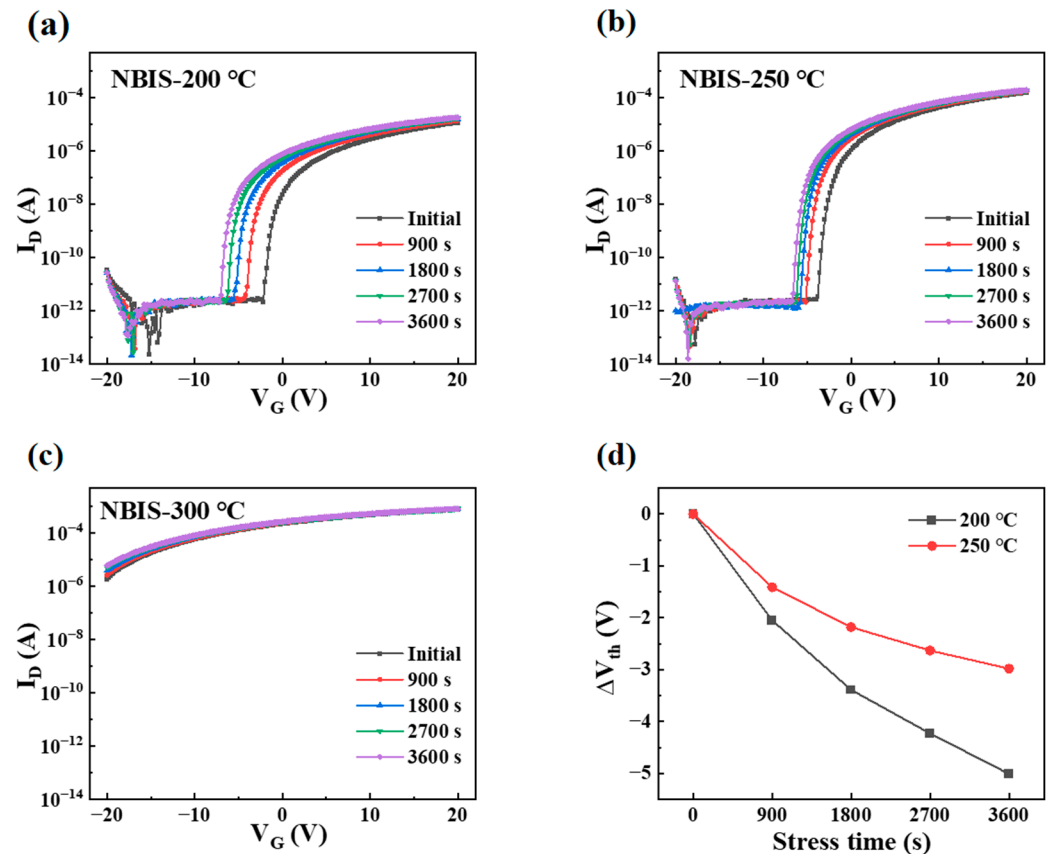 (a)
NBIS-200 °C
10⁻⁴
10⁻⁶
10⁻⁸
10⁻¹⁰
10⁻¹²
10⁻¹⁴
I_D (A)
Initial
900 s
1800 s
2700 s
3600 s
−20
−10
0
10
20
V_G (V)
(b)
NBIS-250 °C
10⁻⁴
10⁻⁶
10⁻⁸
10⁻¹⁰
10⁻¹²
10⁻¹⁴
I_D (A)
Initial
900 s
1800 s
2700 s
3600 s
−20
−10
0
10
20
V_G (V)
(c)
NBIS-300 °C
10⁻⁴
10⁻⁶
10⁻⁸
10⁻¹⁰
10⁻¹²
10⁻¹⁴
I_D (A)
Initial
900 s
1800 s
2700 s
3600 s
−20
−10
0
10
20
V_G (V)
(d)
0
−1
−2
−3
−4
−5
ΔV_th (V)
200 °C
250 °C
0
900
1800
2700
3600
Stress time (s)